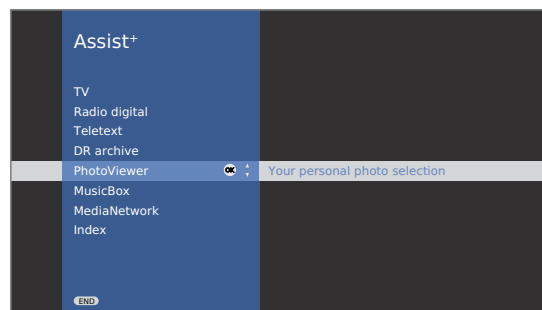 Assist+
TV
Radio digital
Teletext
DR archive
PhotoViewer OK Your personal photo selection
MusicBox
MediaNetwork
Index
END